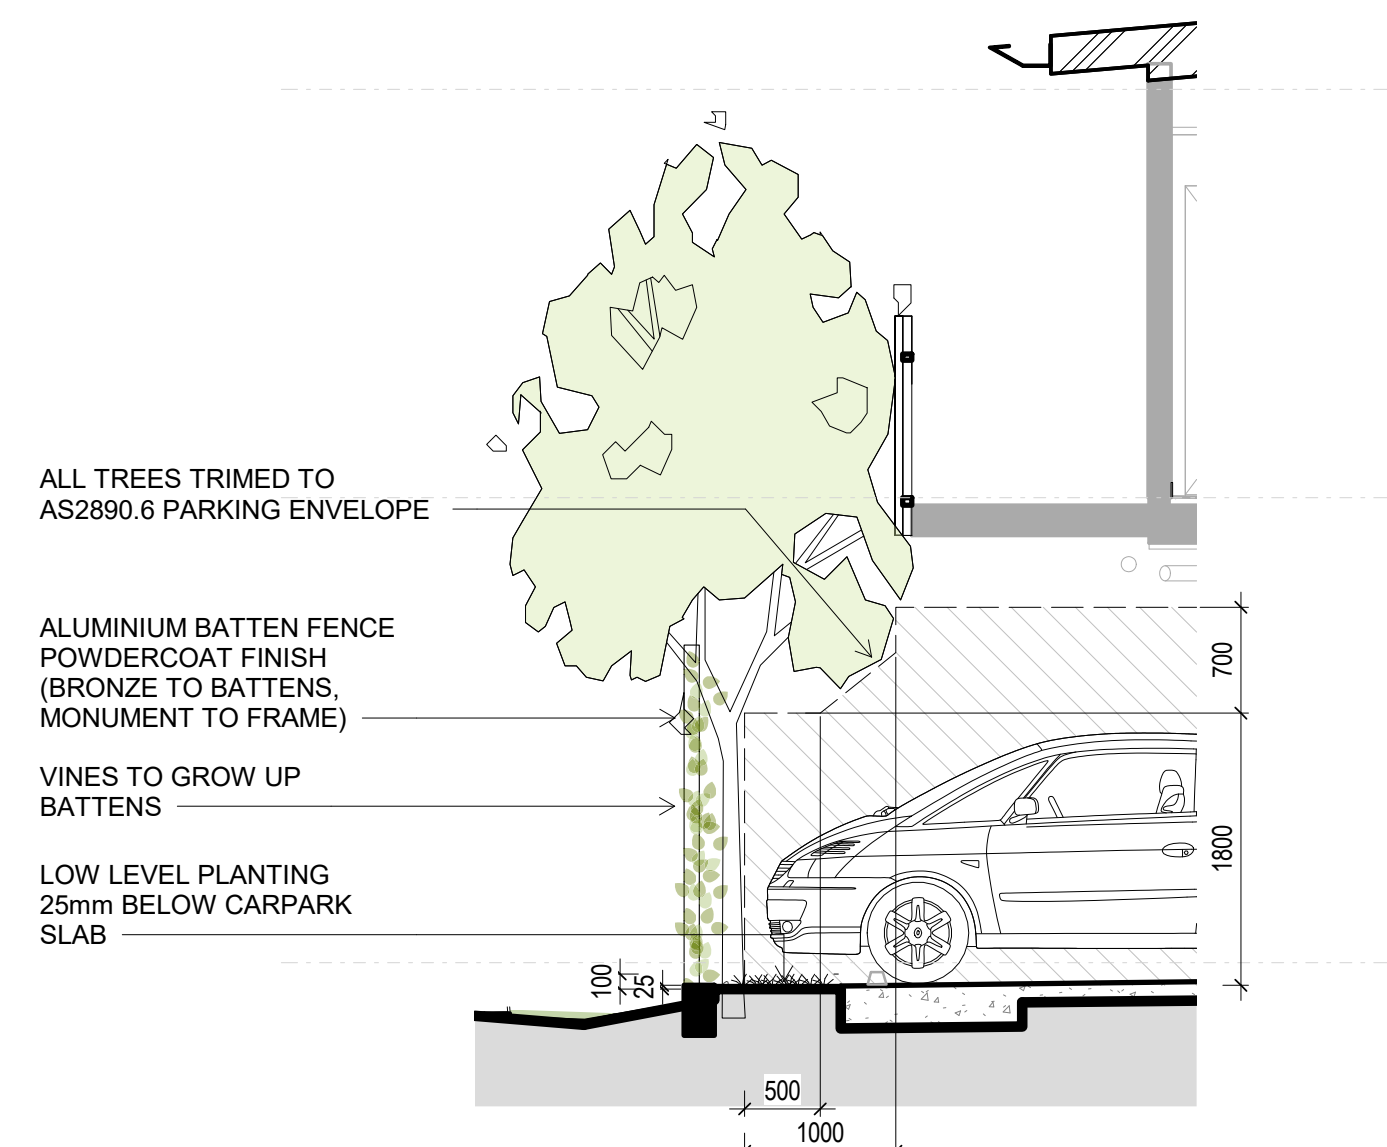 ALL TREES TRIMED TO
AS2890.6 PARKING ENVELOPE
ALUMINIUM BATTEN FENCE
POWDERCOAT FINISH
(BRONZE TO BATTENS,
MONUMENT TO FRAME)
VINES TO GROW UP
BATTENS
LOW LEVEL PLANTING
25mm BELOW CARPARK
SLAB
700
1800
100
25
500
1000